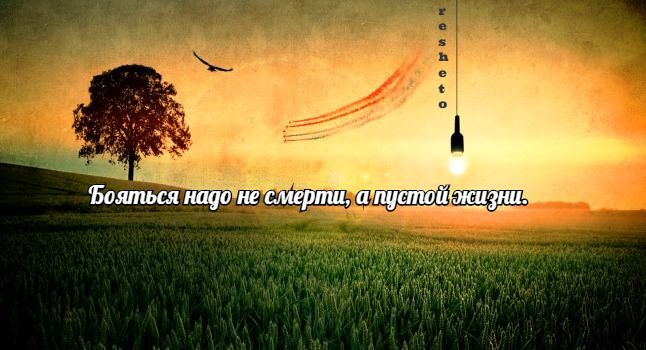 resheto
Бояться надо не смерти, а пустой жизни.